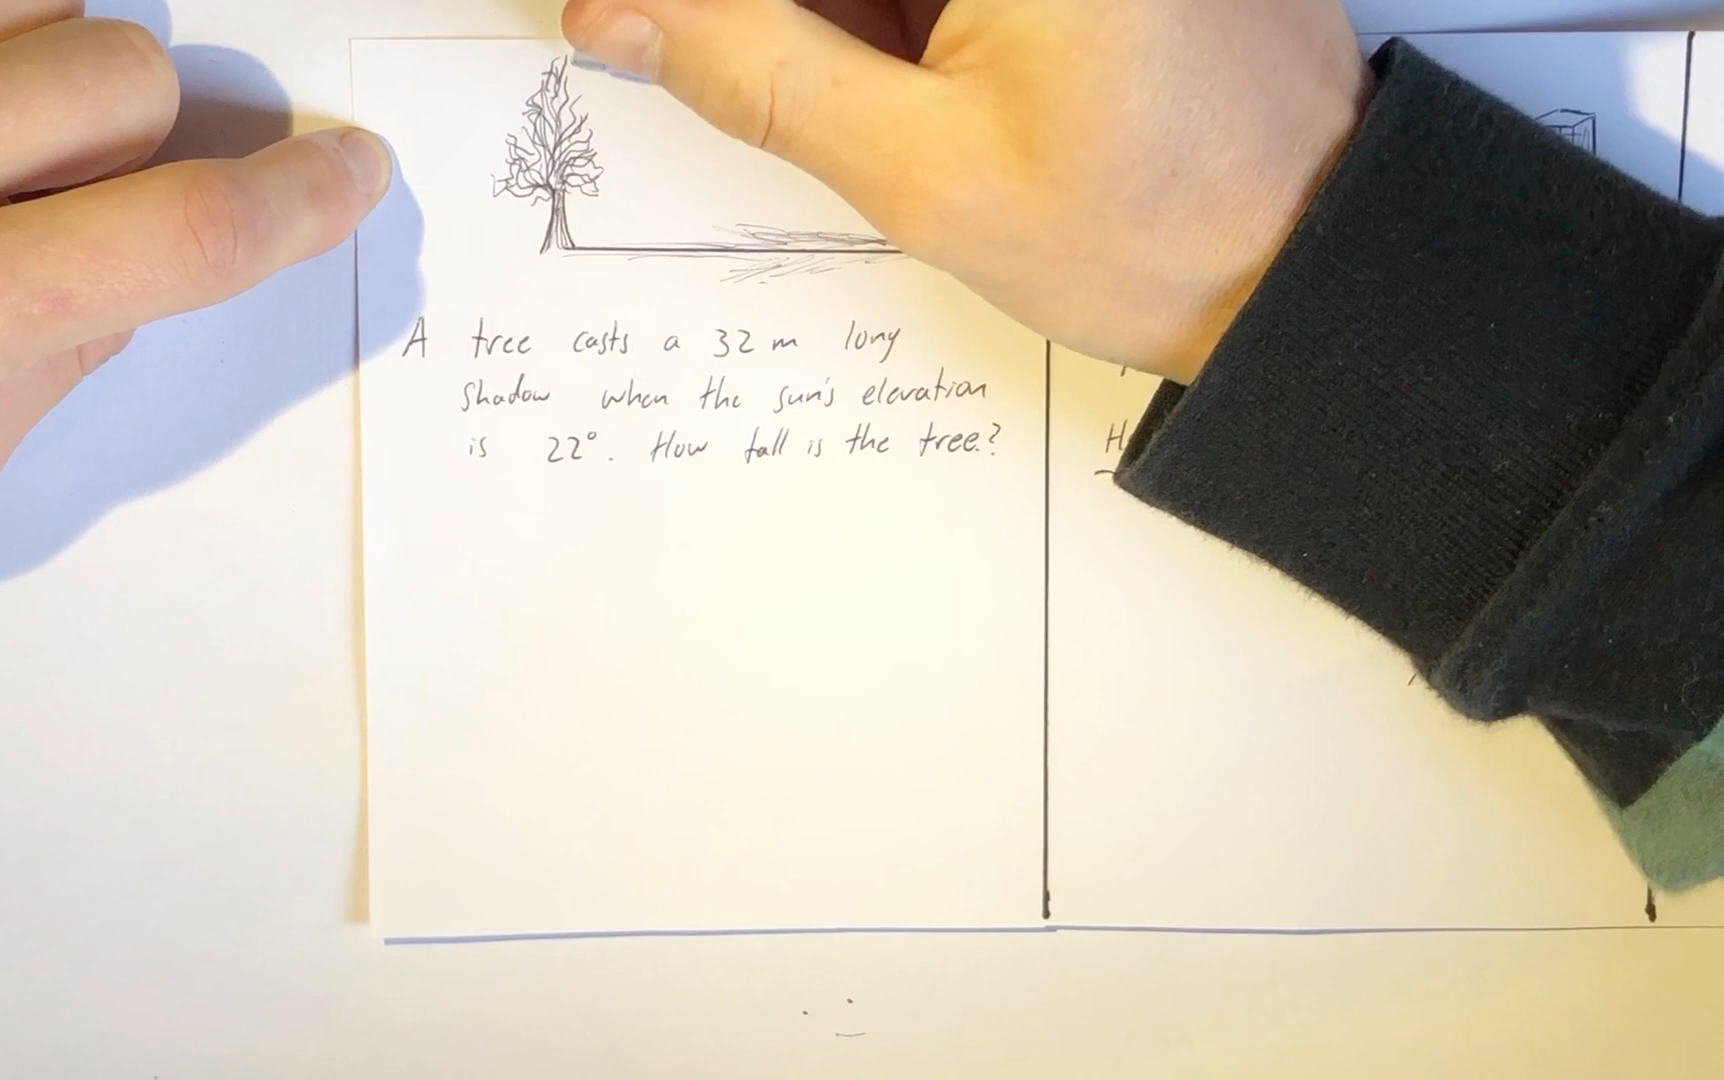 A tree casts a 32 m long
shadow when the sun's elevation
is 22°. How tall is the tree?